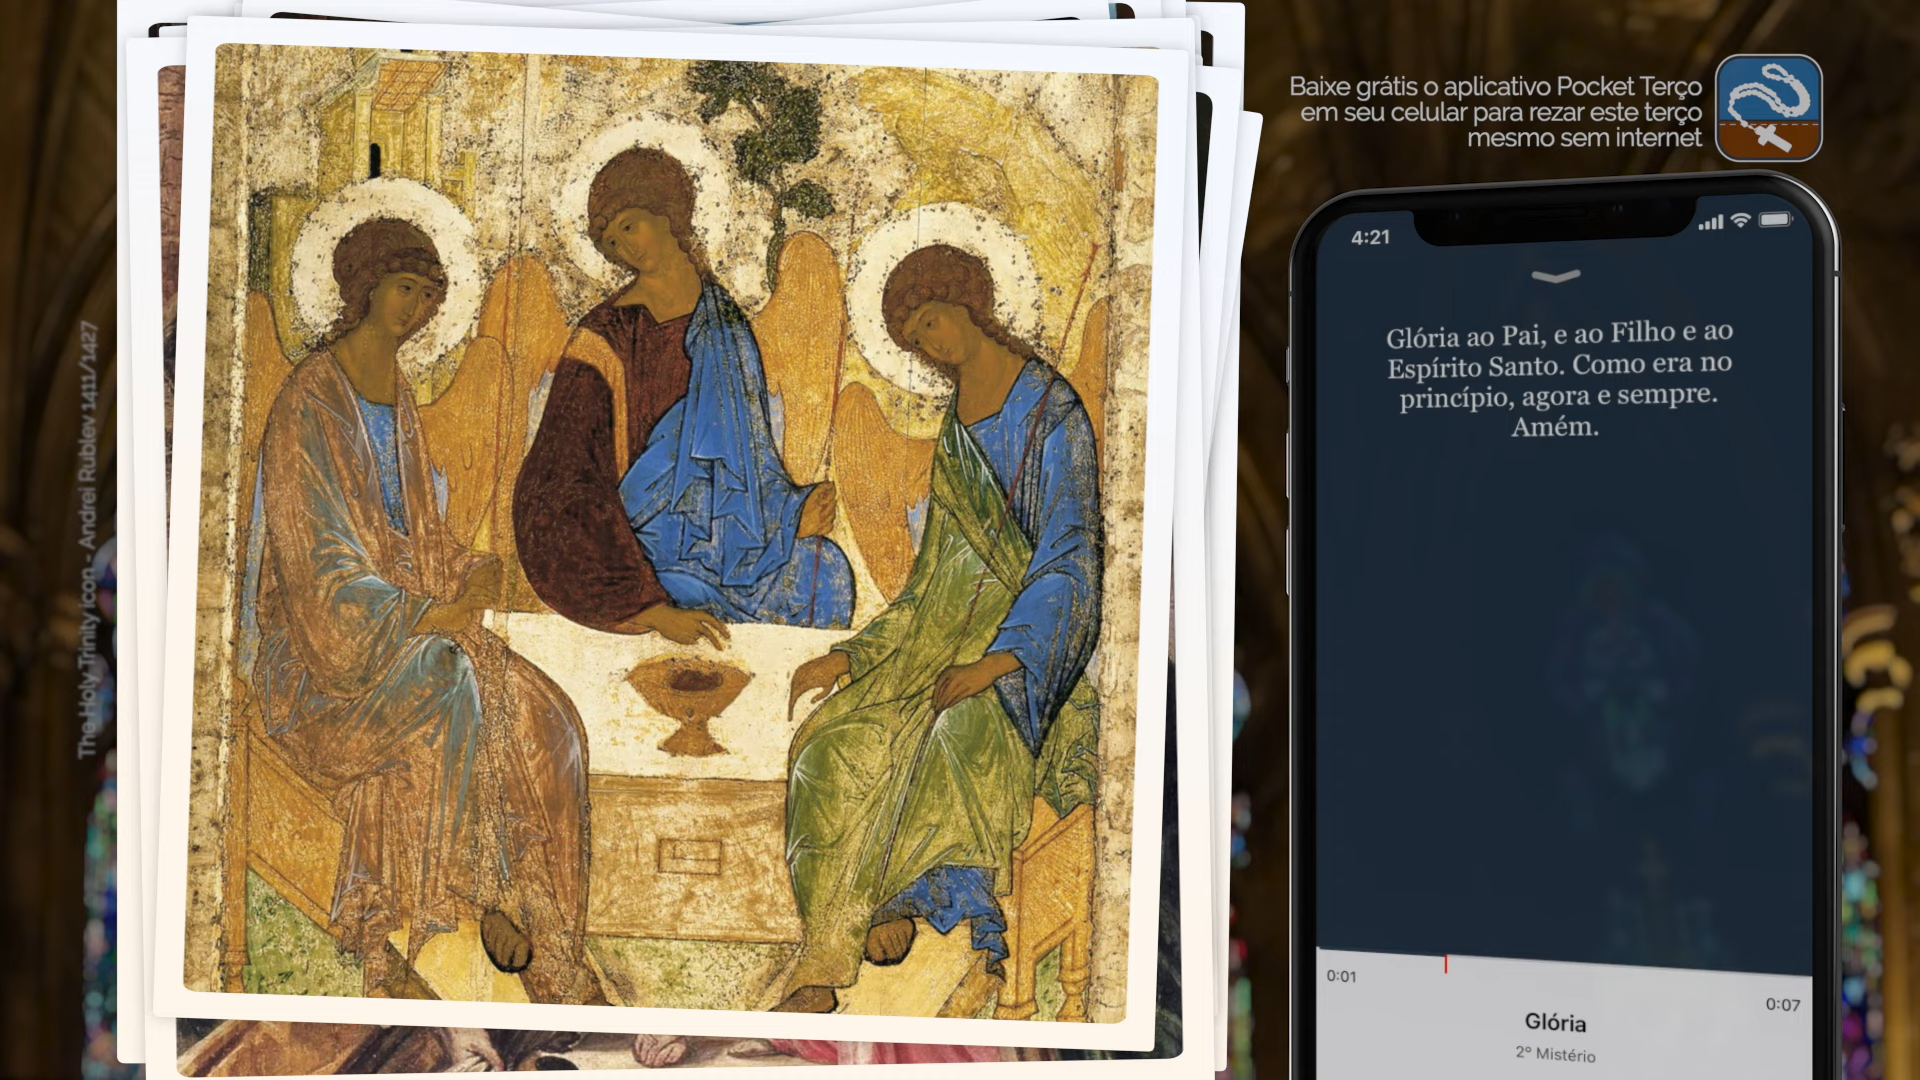 The Holy Trinity icon - Andrei Rublev 1411/1427
Baixe grátis o aplicativo Pocket Terço
em seu celular para rezar este terço
mesmo sem internet
4:21
Glória ao Pai, e ao Filho e ao
Espírito Santo. Como era no
princípio, agora e sempre.
Amém.
0:01
0:07
Glória
2º Mistério